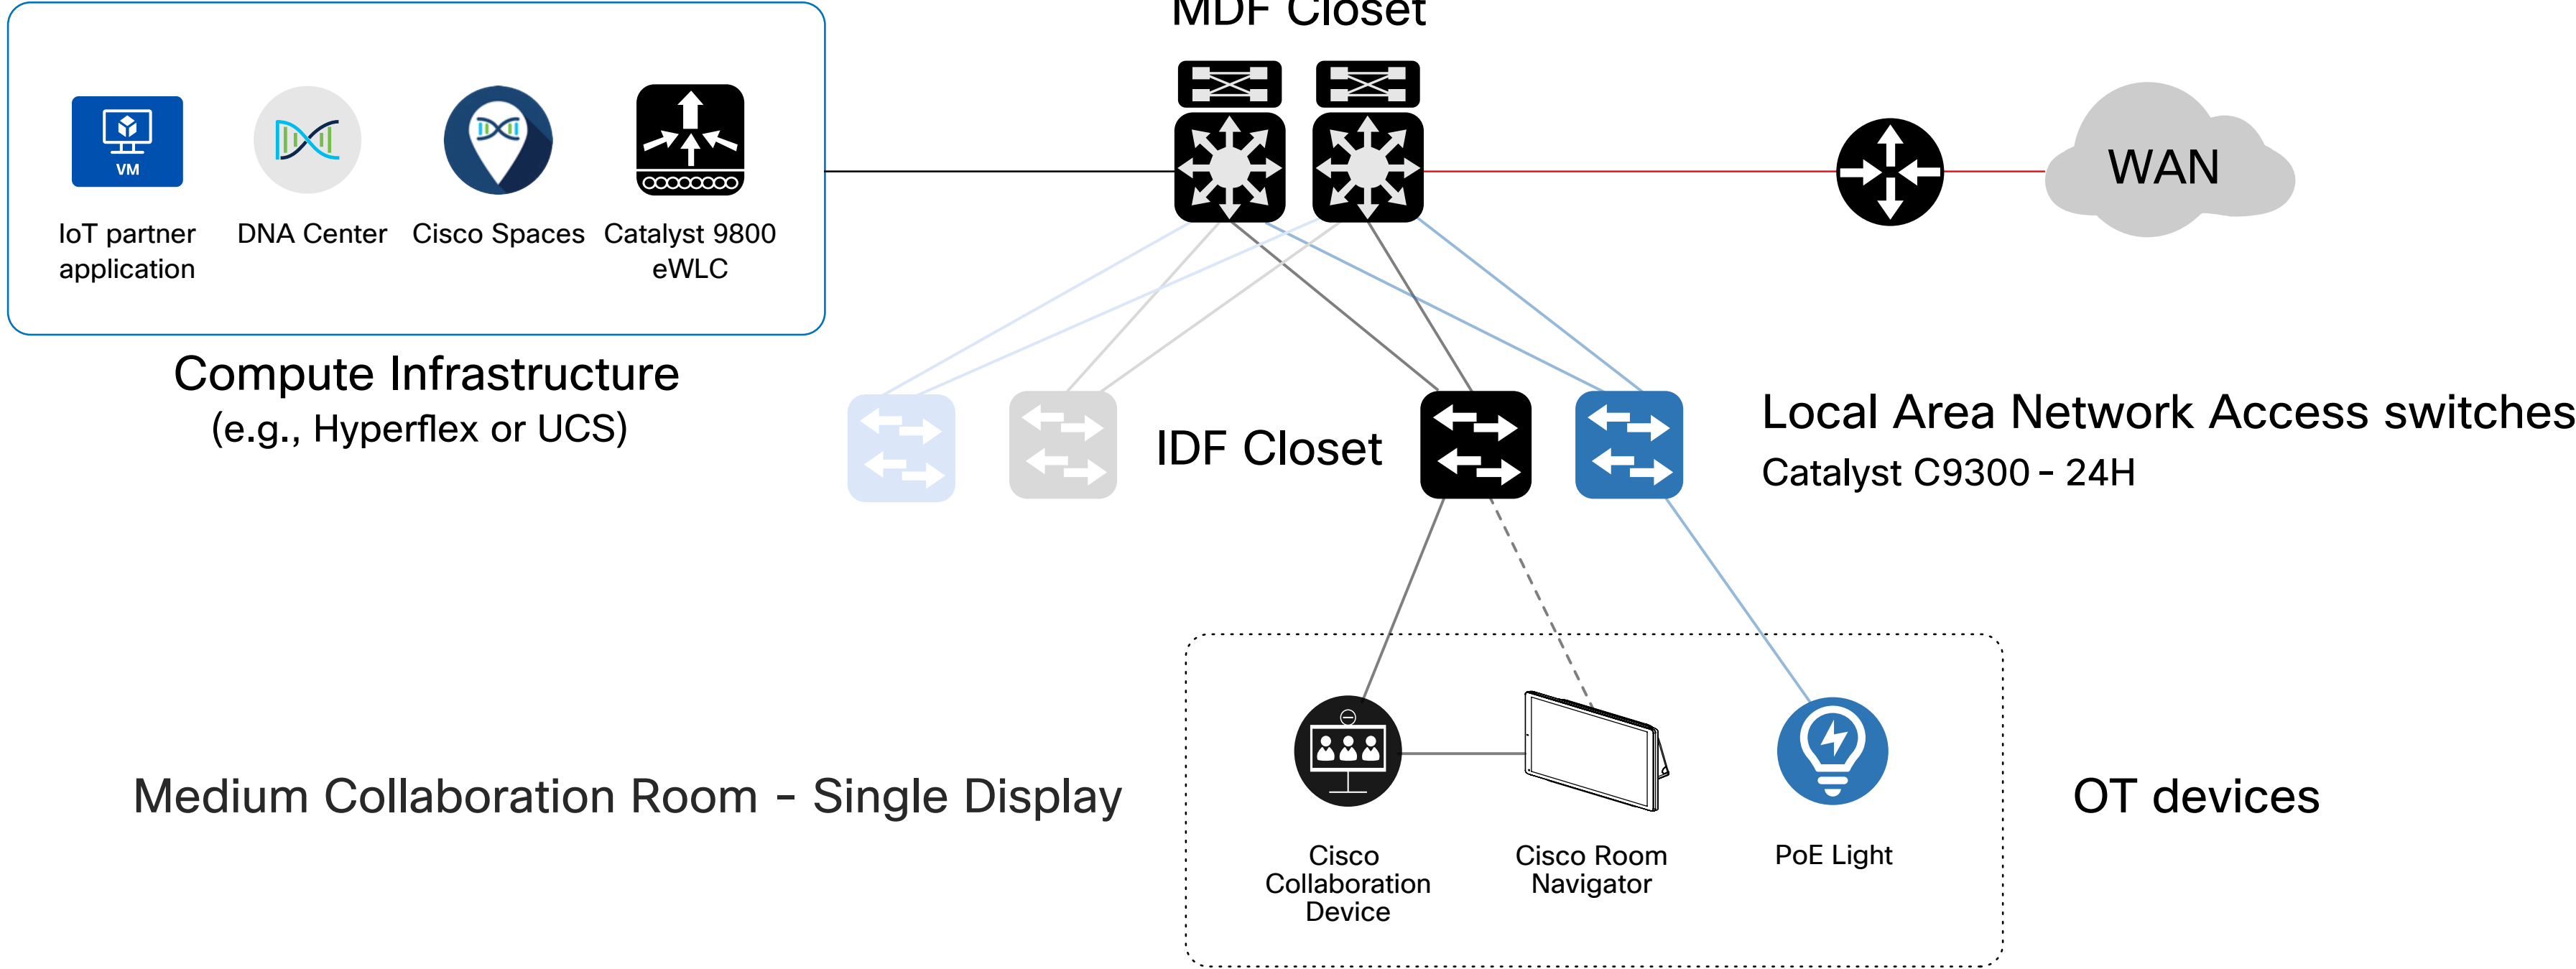 MDF Closet
VM
IoT partner
application
DNA Center
Cisco Spaces
Catalyst 9800
eWLC
WAN
Compute Infrastructure
(e.g., Hyperflex or UCS)
IDF Closet
Local Area Network Access switches
Catalyst C9300 - 24H
Medium Collaboration Room - Single Display
Cisco
Collaboration
Device
Cisco Room
Navigator
PoE Light
OT devices